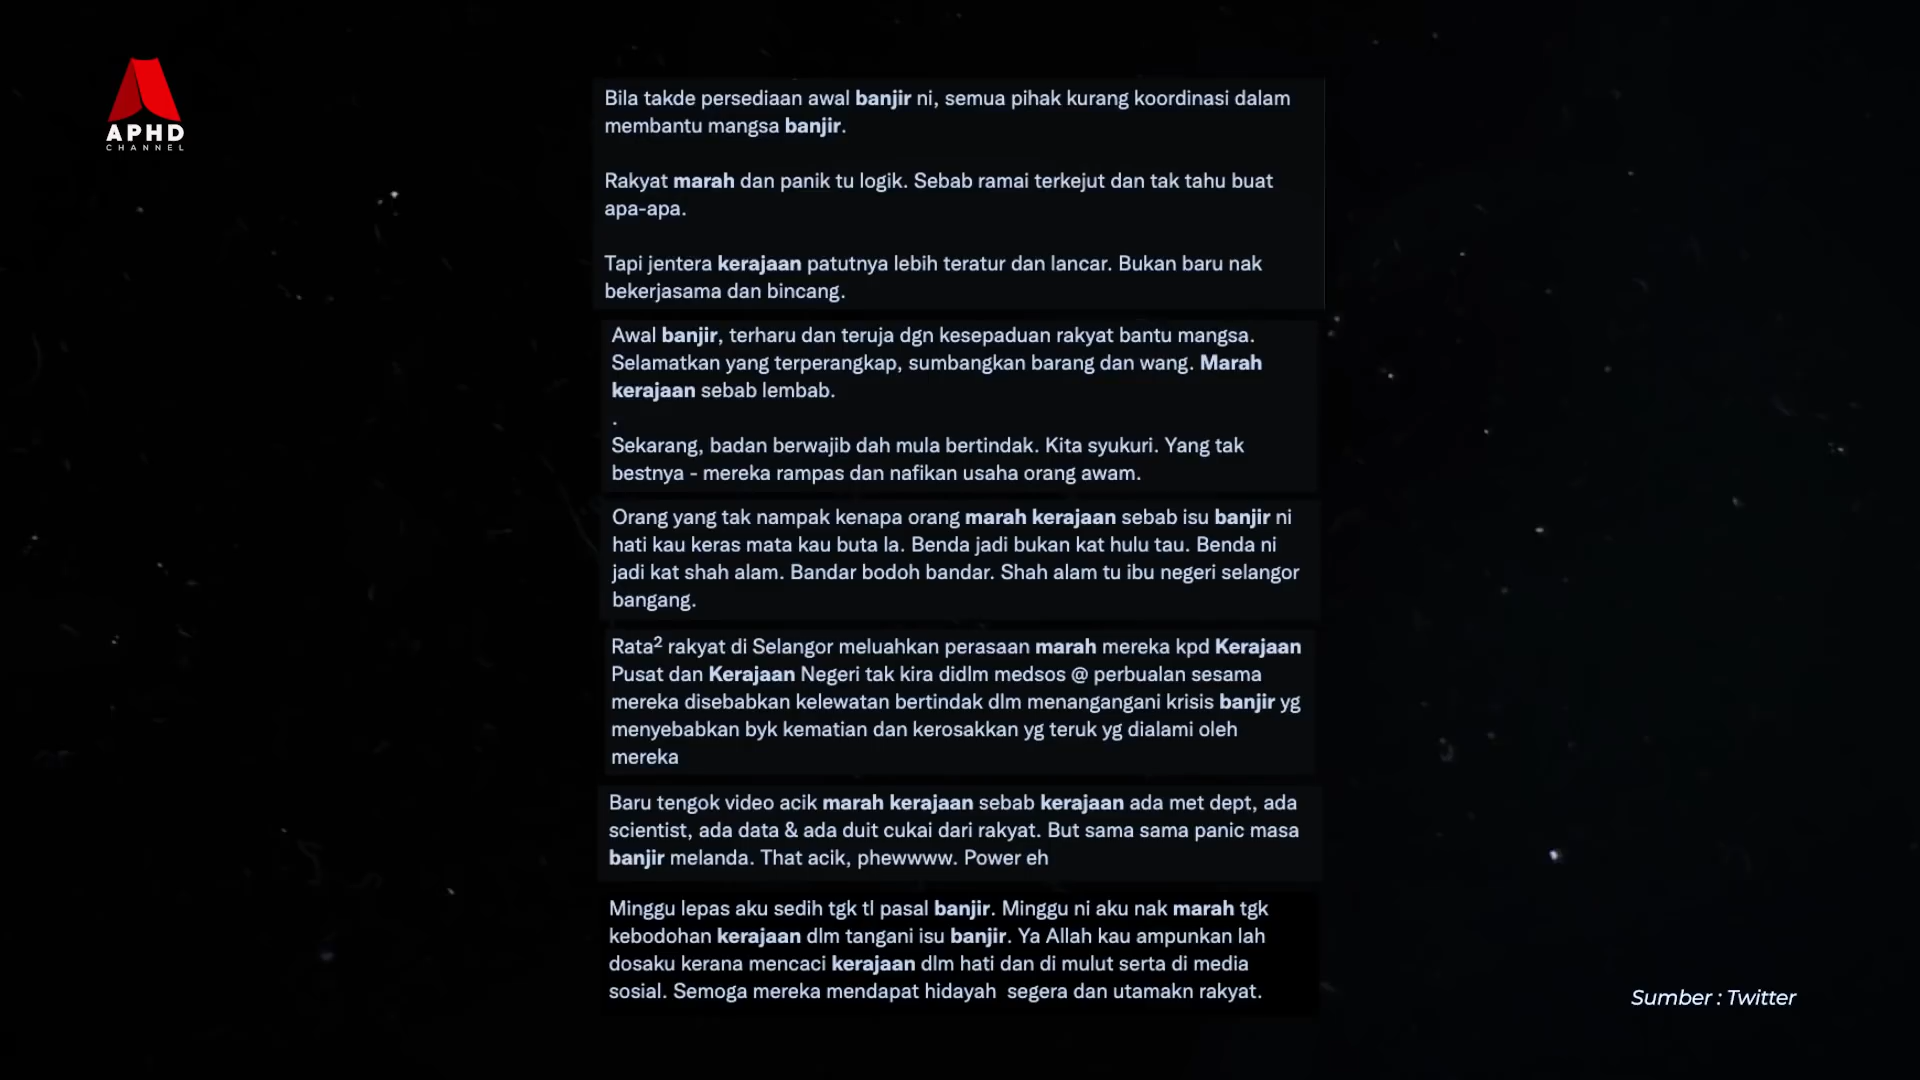 APHD
CHANNEL
Bila takde persediaan awal banjir ni, semua pihak kurang koordinasi dalam
membantu mangsa banjir.
Rakyat marah dan panik tu logik. Sebab ramai terkejut dan tak tahu buat
apa-apa.
Tapi jentera kerajaan patutnya lebih teratur dan lancar. Bukan baru nak
bekerjasama dan bincang.
Awal banjir, terharu dan teruja dgn kesepaduan rakyat bantu mangsa.
Selamatkan yang terperangkap, sumbangkan barang dan wang. Marah
kerajaan sebab lembab.
.
Sekarang, badan berwajib dah mula bertindak. Kita syukuri. Yang tak
bestnya - mereka rampas dan nafikan usaha orang awam.
Orang yang tak nampak kenapa orang marah kerajaan sebab isu banjir ni
hati kau keras mata kau buta la. Benda jadi bukan kat hulu tau. Benda ni
jadi kat shah alam. Bandar bodoh bandar. Shah alam tu ibu negeri selangor
bangang.
Rata² rakyat di Selangor meluahkan perasaan marah mereka kpd Kerajaan
Pusat dan Kerajaan Negeri tak kira didlm medsos @ perbualan sesama
mereka disebabkan kelewatan bertindak dlm menangangani krisis banjir yg
menyebabkan byk kematian dan kerosakkan yg teruk yg dialami oleh
mereka
Baru tengok video acik marah kerajaan sebab kerajaan ada met dept, ada
scientist, ada data & ada duit cukai dari rakyat. But sama sama panic masa
banjir melanda. That acik, phewwww. Power eh
Minggu lepas aku sedih tgk tl pasal banjir. Minggu ni aku nak marah tgk
kebodohan kerajaan dlm tangani isu banjir. Ya Allah kau ampunkan lah
dosaku kerana mencaci kerajaan dlm hati dan di mulut serta di media
sosial. Semoga mereka mendapat hidayah  segera dan utamakn rakyat.
Sumber : Twitter